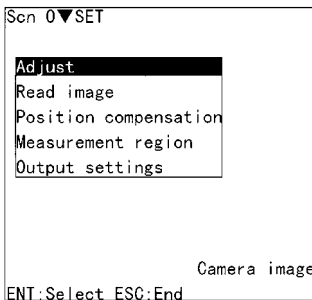 Scn 0▼SET
Adjust
Read image
Position compensation
Measurement region
Output settings
Camera image
ENT:Select ESC:End